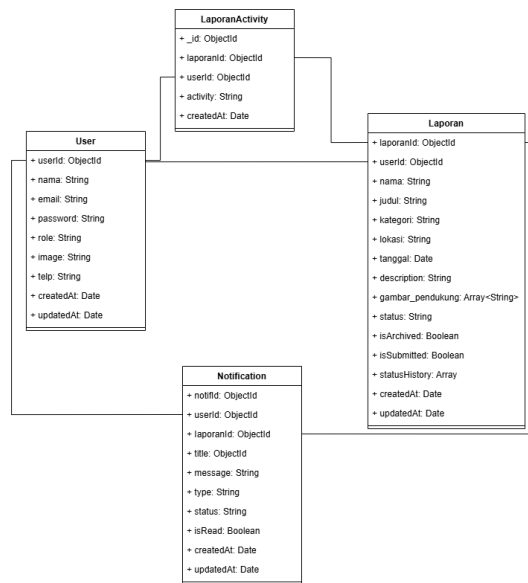 LaporanActivity
+ _id: ObjectId
+ laporanId: ObjectId
+ userId: ObjectId
+ activity: String
+ createdAt: Date
User
+ userId: ObjectId
+ nama: String
+ email: String
+ password: String
+ role: String
+ image: String
+ telp: String
+ createdAt: Date
+ updatedAt: Date
Laporan
+ laporanId: ObjectId
+ userId: ObjectId
+ nama: String
+ judul: String
+ kategori: String
+ lokasi: String
+ tanggal: Date
+ description: String
+ gambar_pendukung: Array<String>
+ status: String
+ isArchived: Boolean
+ isSubmitted: Boolean
+ statusHistory: Array
+ createdAt: Date
+ updatedAt: Date
Notification
+ notifId: ObjectId
+ userId: ObjectId
+ laporanId: ObjectId
+ title: ObjectId
+ message: String
+ type: String
+ status: String
+ isRead: Boolean
+ createdAt: Date
+ updatedAt: Date